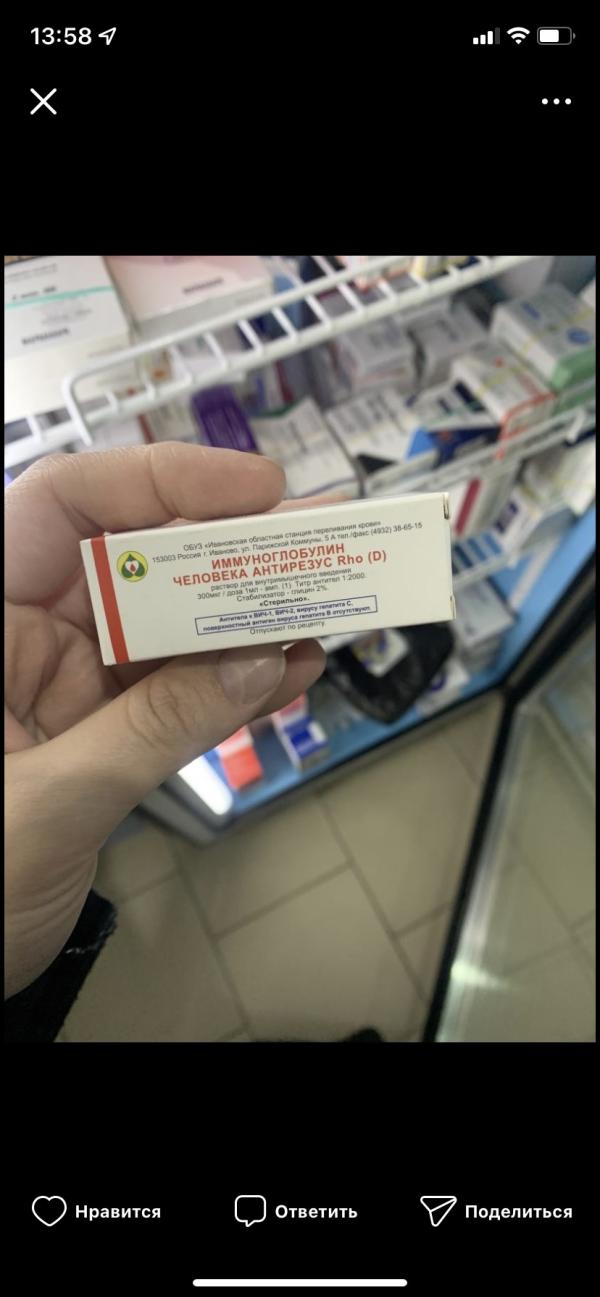 13:58
ОБУЗ «Ивановская областная станция переливания крови»
153003 Россия г. Иваново, ул. Парижской Коммуны, 5 А тел./факс (4932) 38-65-15
ИММУНОГЛОБУЛИН
ЧЕЛОВЕКА АНТИРЕЗУС Rho (D)
раствор для внутримышечного введения
300мкг / доза 1мл - амп. (1) Титр антител 1:2000.
Стабилизатор - глицин 2%.
«Стерильно».
Антитела к ВИЧ-1, ВИЧ-2, вирусу гепатита С,
поверхностный антиген вируса гепатита В отсутствуют.
Отпускают по рецепту.
Нравится
Ответить
Поделиться